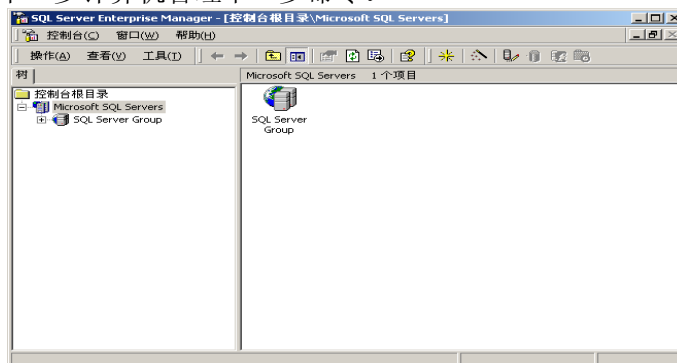 SQL Server Enterprise Manager - [控制台根目录\Microsoft SQL Servers]
控制台(C) 窗口(W) 帮助(H)
操作(A) 查看(V) 工具(T)
树
Microsoft SQL Servers 1 个项目
控制台根目录
Microsoft SQL Servers
SQL Server Group
SQL Server
Group